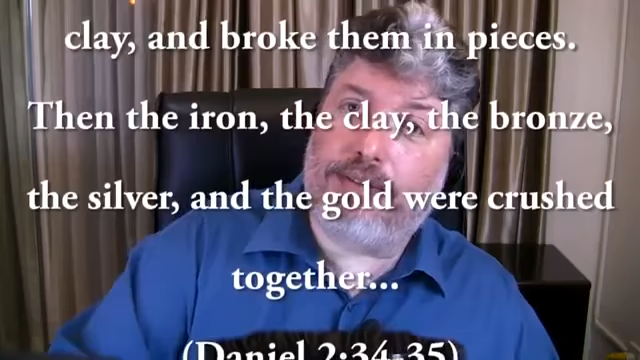 clay, and broke them in pieces.
Then the iron, the clay, the bronze,
the silver, and the gold were crushed
together...
(Daniel 2:34-35)